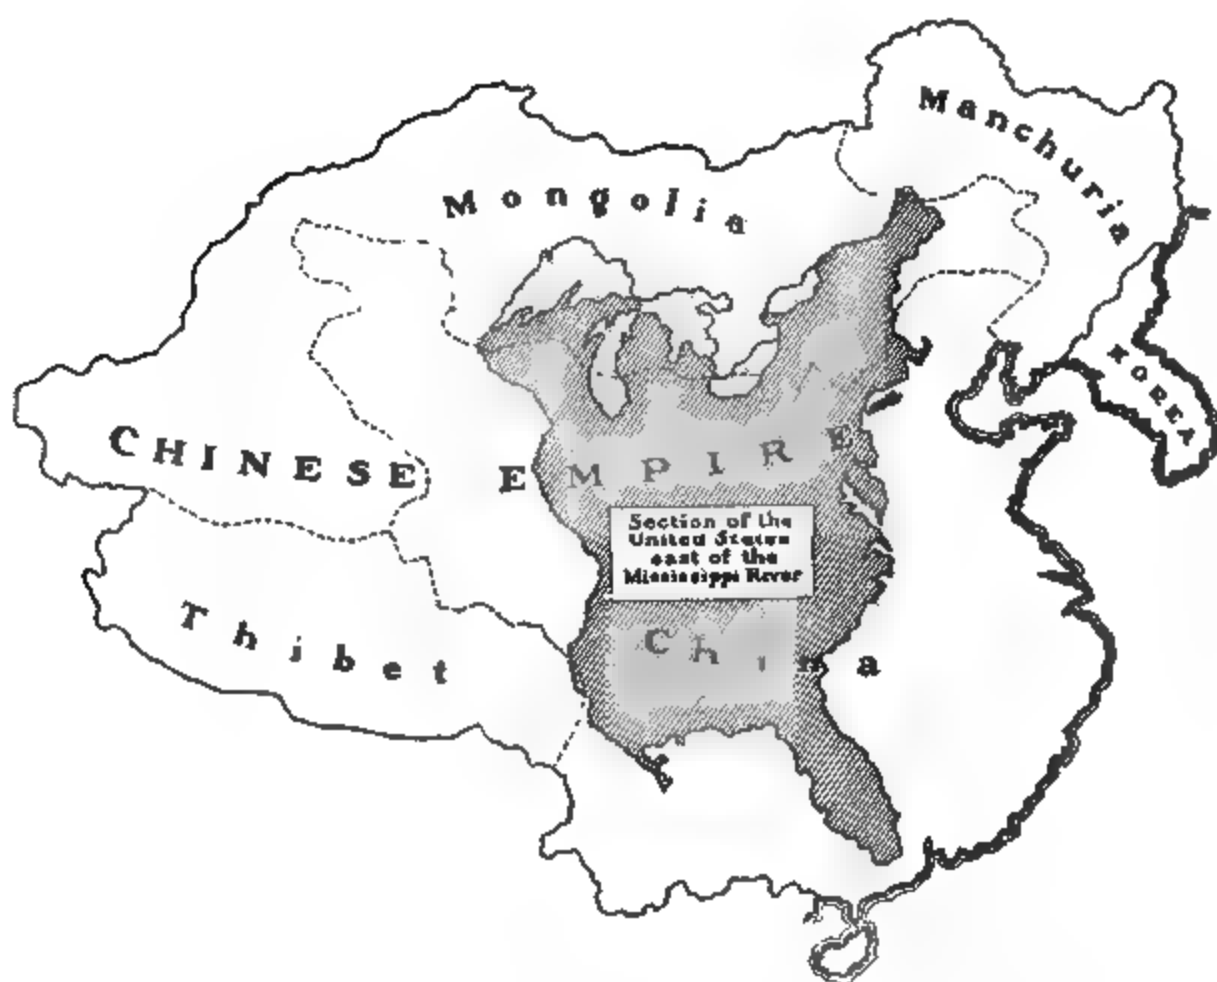 Manchuria
Mongolia
KOREA
CHINESE EMPIRE
Section of the
United States
east of the
Mississippi River
Thibet
China